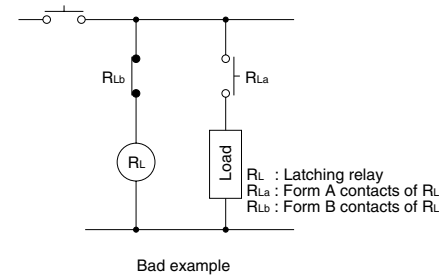 RLb
RLa
RL
Load
RL : Latching relay
RLa : Form A contacts of RL
RLb : Form B contacts of RL
Bad example